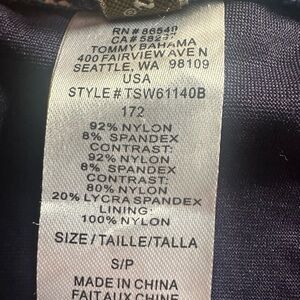 RN# 86549
CA#
TOMMY BAHAMA
400 FAIRVIEW AVE N
SEATTLE, WA 98109
USA
STYLE # TSW61140B
172
92% NYLON
8% SPANDEX
CONTRAST:
92% NYLON
8% SPANDEX
CONTRAST:
80% NYLON
20% LYCRA SPANDEX
LINING:
100% NYLON
SIZE / TAILLE/TALLA
S/P
MADE IN CHINA
FAIT AUX CHINE